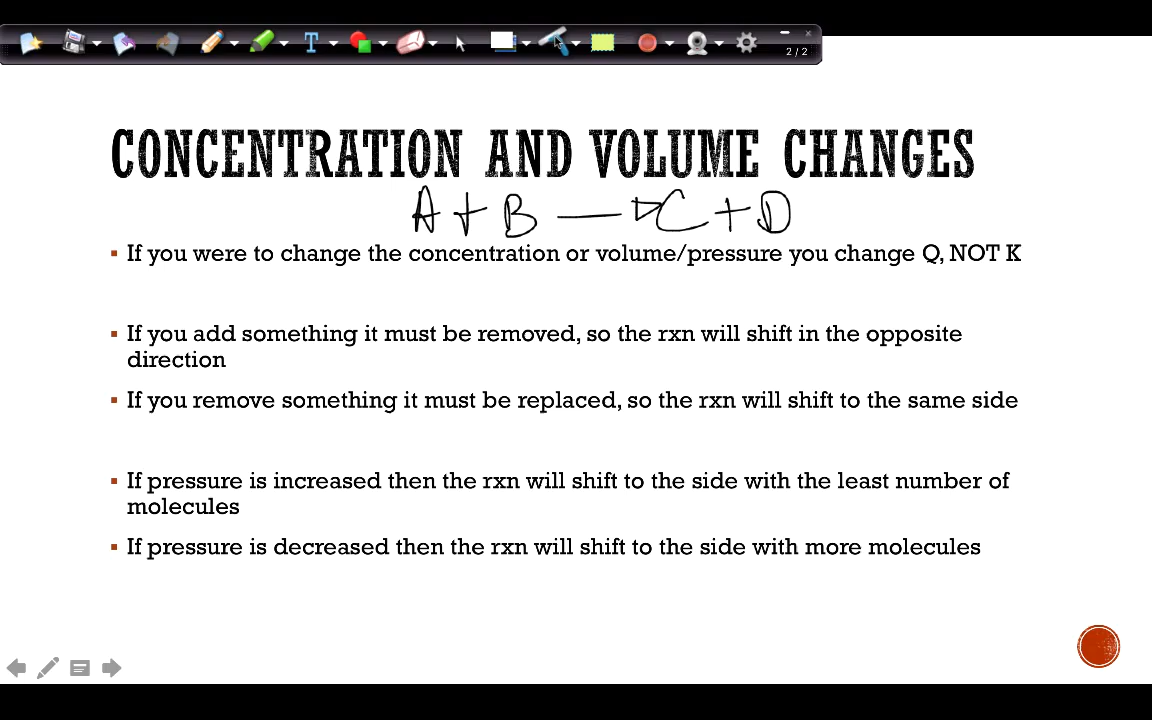 2 / 2
CONCENTRATION AND VOLUME CHANGES
A + B → C + D
▪ If you were to change the concentration or volume/pressure you change Q, NOT K
▪ If you add something it must be removed, so the rxn will shift in the opposite
direction
▪ If you remove something it must be replaced, so the rxn will shift to the same side
▪ If pressure is increased then the rxn will shift to the side with the least number of
molecules
▪ If pressure is decreased then the rxn will shift to the side with more molecules